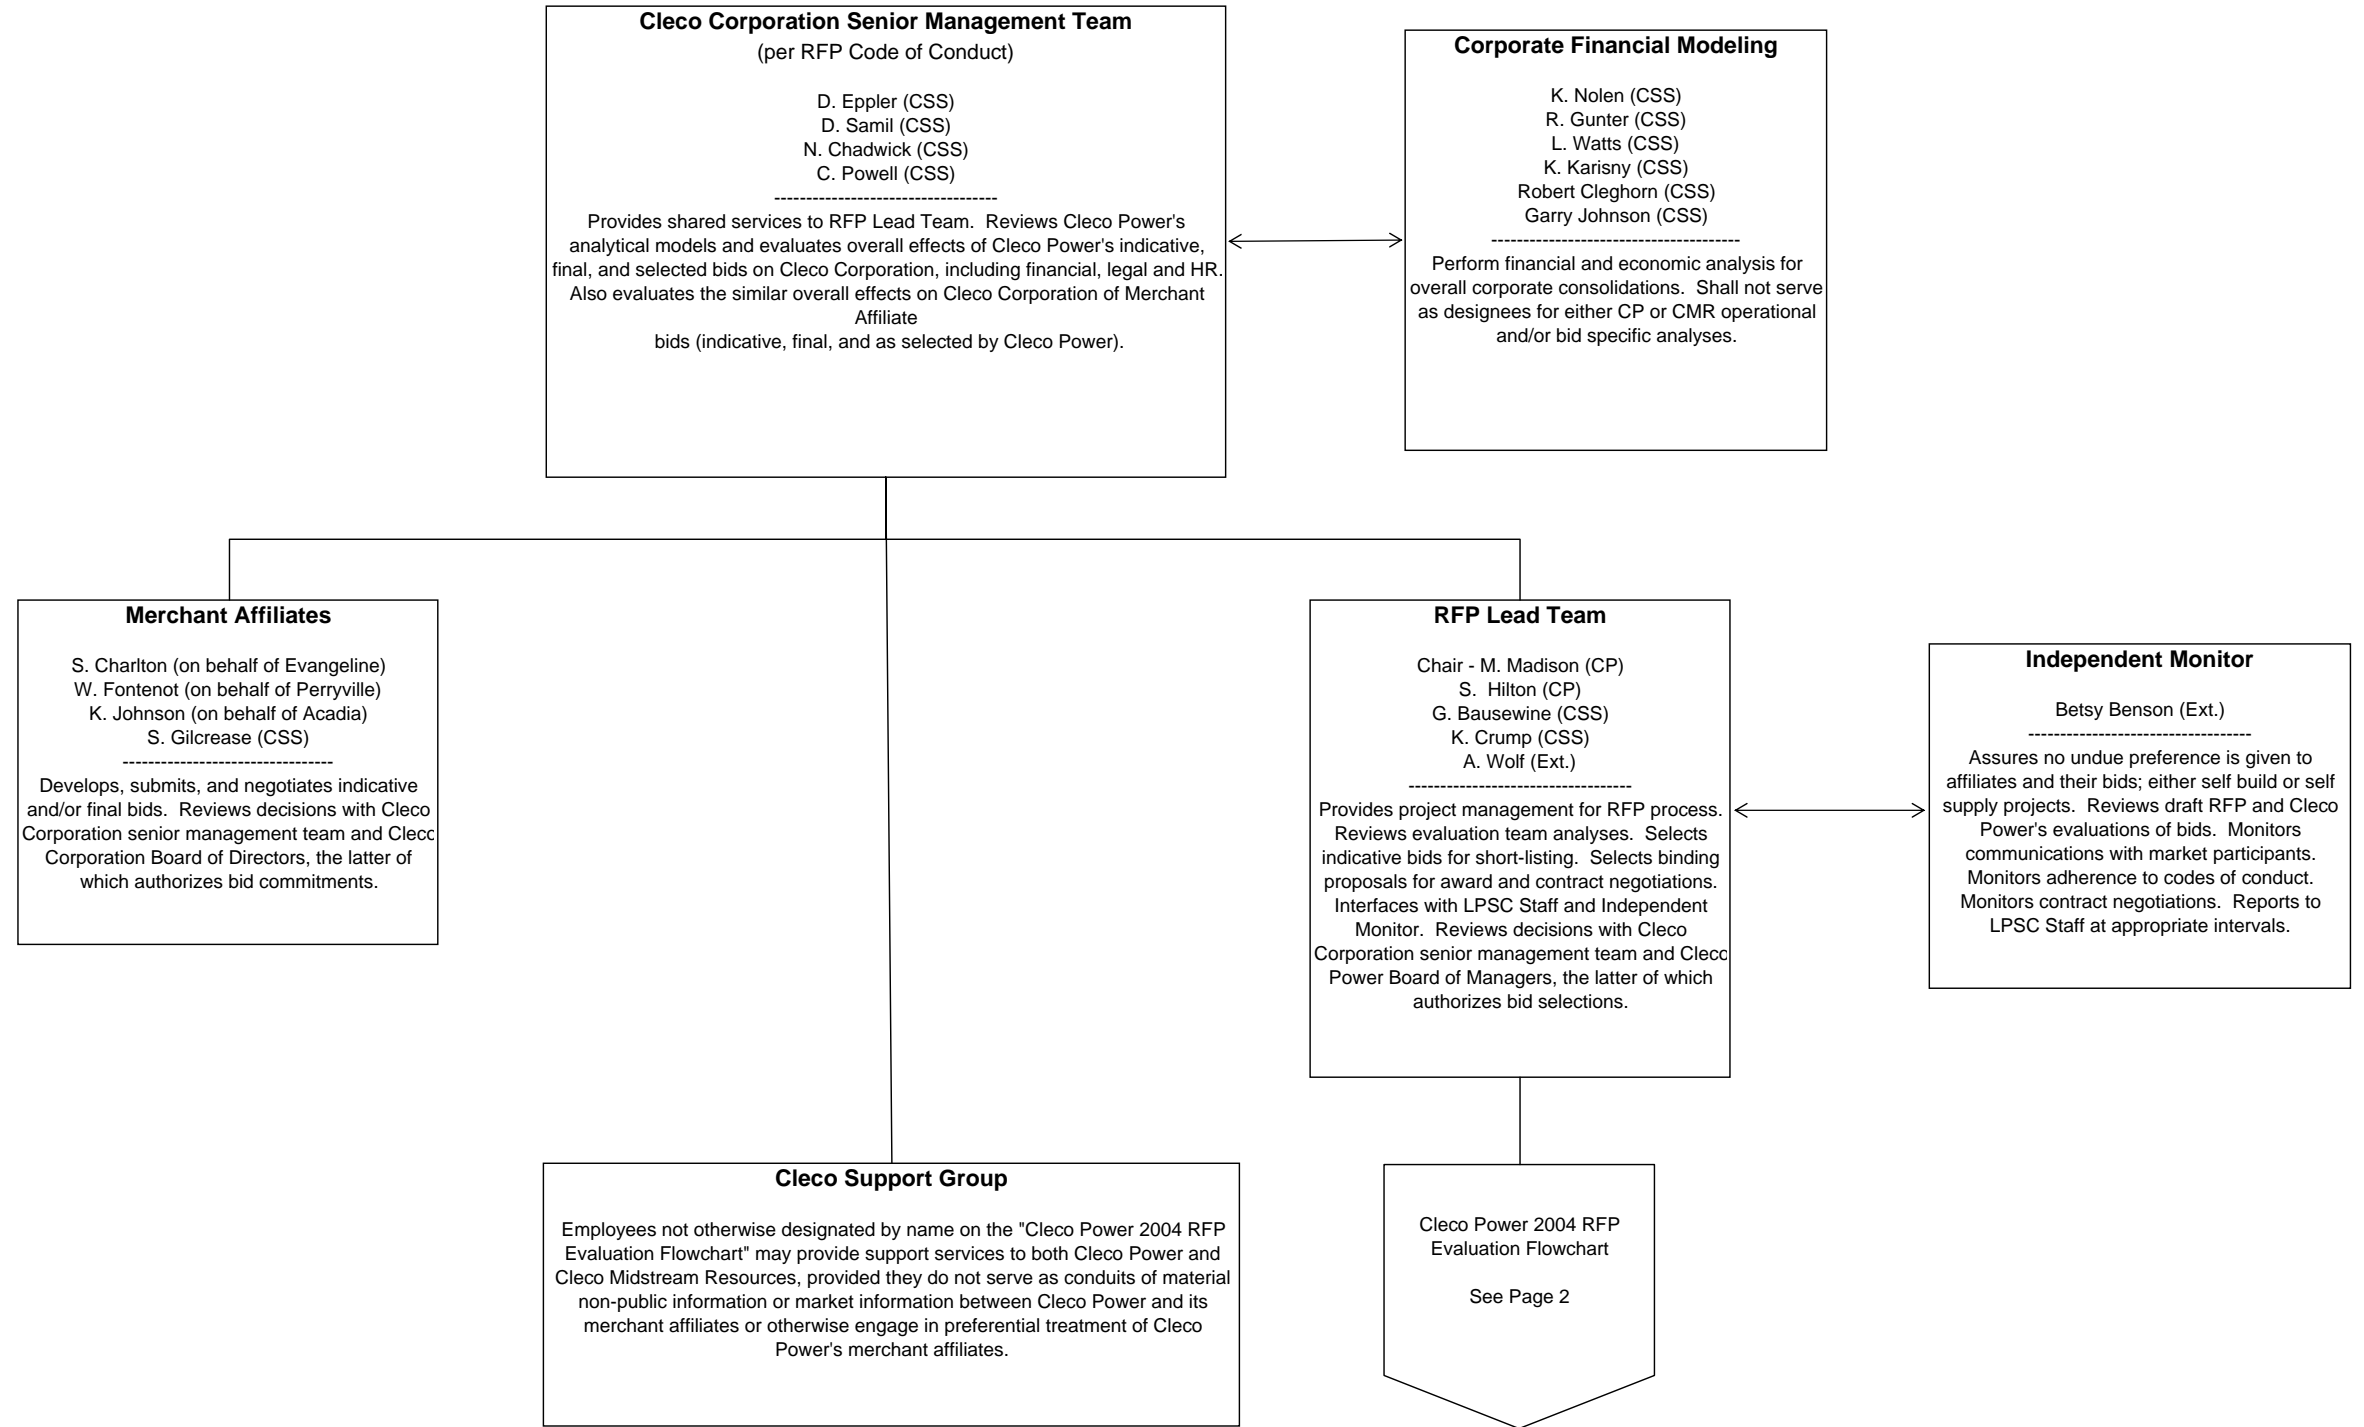 Cleco Corporation Senior Management Team
(per RFP Code of Conduct)
D. Eppler (CSS)
D. Samil (CSS)
N. Chadwick (CSS)
C. Powell (CSS)
-----------------------------------
Provides shared services to RFP Lead Team.  Reviews Cleco Power's
analytical models and evaluates overall effects of Cleco Power's indicative,
final, and selected bids on Cleco Corporation, including financial, legal and HR.
Also evaluates the similar overall effects on Cleco Corporation of Merchant
Affiliate
bids (indicative, final, and as selected by Cleco Power).
Corporate Financial Modeling
K. Nolen (CSS)
R. Gunter (CSS)
L. Watts (CSS)
K. Karisny (CSS)
Robert Cleghorn (CSS)
Garry Johnson (CSS)
---------------------------------------
Perform financial and economic analysis for
overall corporate consolidations.  Shall not serve
as designees for either CP or CMR operational
and/or bid specific analyses.
Merchant Affiliates
S. Charlton (on behalf of Evangeline)
W. Fontenot (on behalf of Perryville)
K. Johnson (on behalf of Acadia)
S. Gilcrease (CSS)
---------------------------------
Develops, submits, and negotiates indicative
and/or final bids.  Reviews decisions with Cleco
Corporation senior management team and Cleco
Corporation Board of Directors, the latter of
which authorizes bid commitments.
RFP Lead Team
Chair - M. Madison (CP)
S.  Hilton (CP)
G. Bausewine (CSS)
K. Crump (CSS)
A. Wolf (Ext.)
-----------------------------------
Provides project management for RFP process.
Reviews evaluation team analyses.  Selects
indicative bids for short-listing.  Selects binding
proposals for award and contract negotiations.
Interfaces with LPSC Staff and Independent
Monitor.  Reviews decisions with Cleco
Corporation senior management team and Cleco
Power Board of Managers, the latter of which
authorizes bid selections.
Independent Monitor
Betsy Benson (Ext.)
-----------------------------------
Assures no undue preference is given to
affiliates and their bids; either self build or self
supply projects.  Reviews draft RFP and Cleco
Power's evaluations of bids.  Monitors
communications with market participants.
Monitors adherence to codes of conduct.
Monitors contract negotiations.  Reports to
LPSC Staff at appropriate intervals.
Cleco Support Group
Employees not otherwise designated by name on the "Cleco Power 2004 RFP
Evaluation Flowchart" may provide support services to both Cleco Power and
Cleco Midstream Resources, provided they do not serve as conduits of material
non-public information or market information between Cleco Power and its
merchant affiliates or otherwise engage in preferential treatment of Cleco
Power's merchant affiliates.
Cleco Power 2004 RFP
Evaluation Flowchart
See Page 2